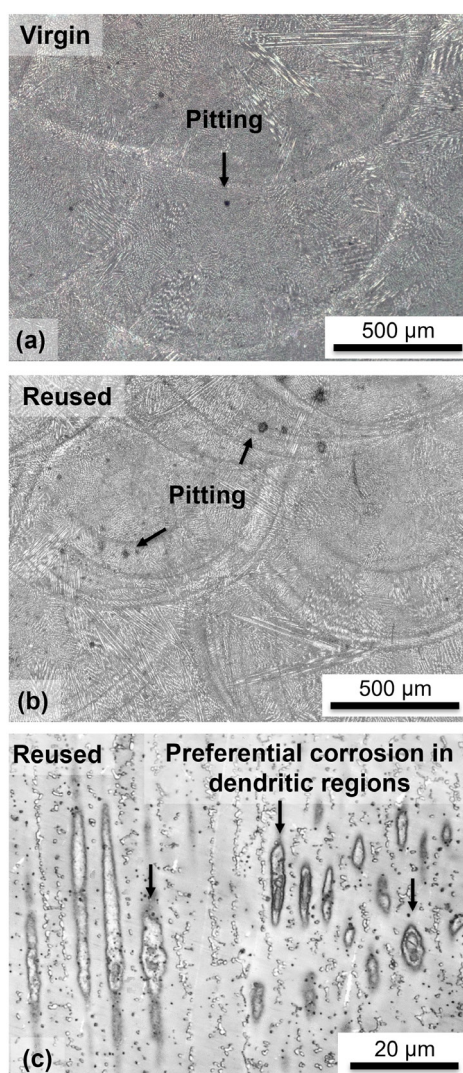 Virgin
Pitting
(a)
500 µm
Reused
Pitting
(b)
500 µm
Reused
Preferential corrosion in
dendritic regions
(c)
20 µm